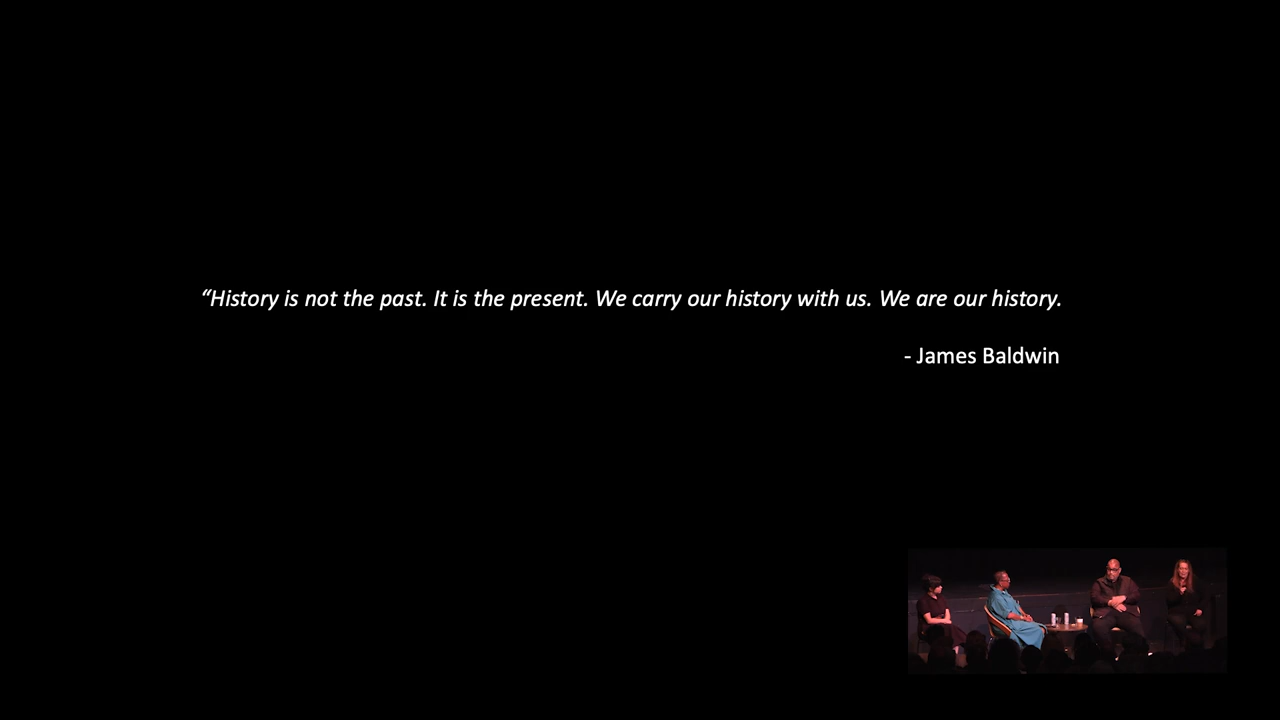 “History is not the past. It is the present. We carry our history with us. We are our history.
- James Baldwin